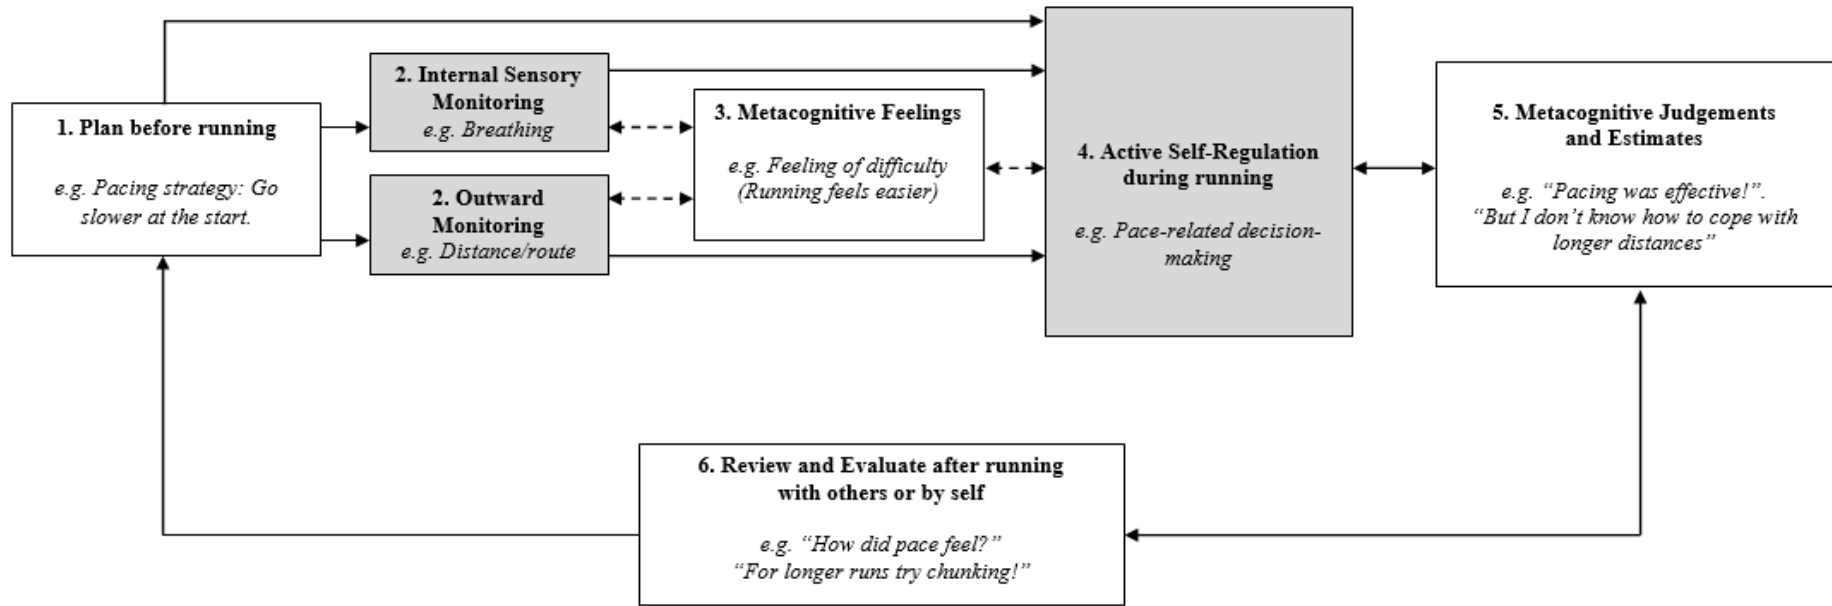 1. Plan before running
e.g. Pacing strategy: Go
slower at the start.
2. Internal Sensory
Monitoring
e.g. Breathing
2. Outward
Monitoring
e.g. Distance/route
3. Metacognitive Feelings
e.g. Feeling of difficulty
(Running feels easier)
4. Active Self-Regulation
during running
e.g. Pace-related decision-
making
5. Metacognitive Judgements
and Estimates
e.g. “Pacing was effective!”.
“But I don’t know how to cope with
longer distances”
6. Review and Evaluate after running
with others or by self
e.g. “How did pace feel?”
“For longer runs try chunking!”